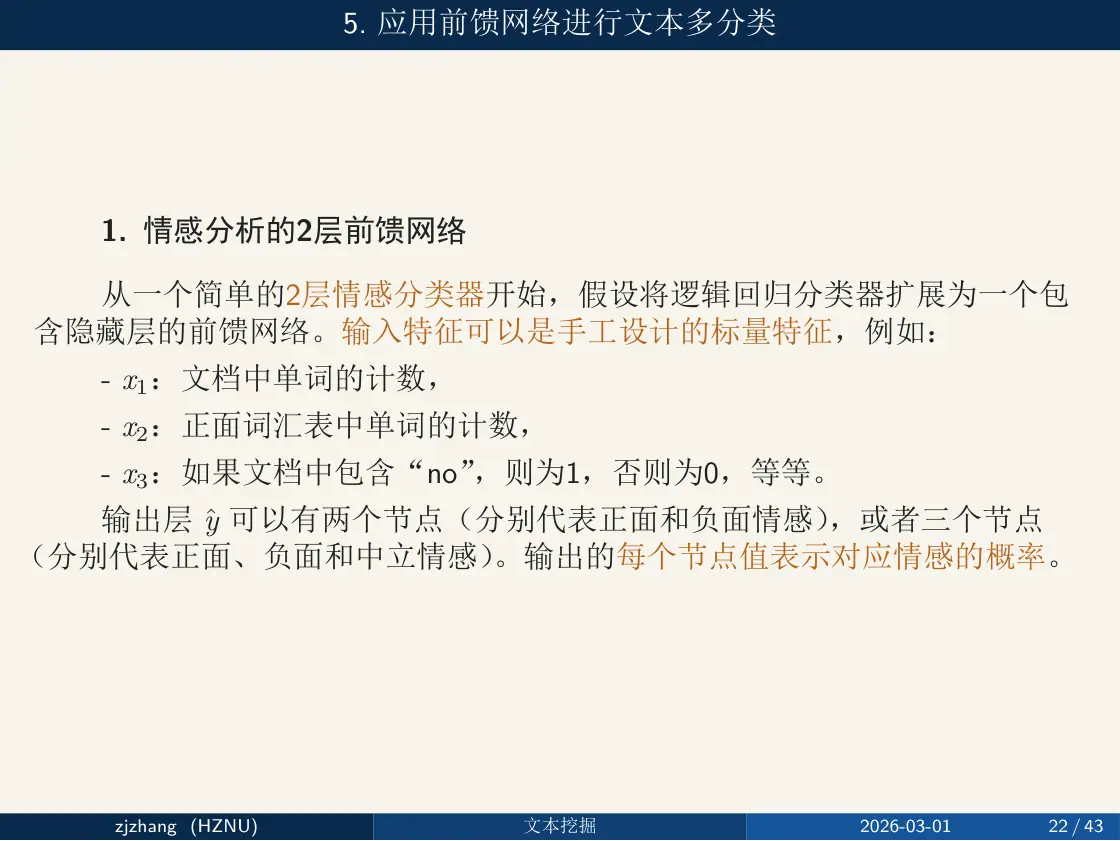 5. 应用前馈网络进行文本多分类
1. 情感分析的2层前馈网络
从一个简单的2层情感分类器开始，假设将逻辑回归分类器扩展为一个包
含隐藏层的前馈网络。输入特征可以是手工设计的标量特征，例如：
- x₁：文档中单词的计数，
- x₂：正面词汇表中单词的计数，
- x₃：如果文档中包含“no”，则为1，否则为0，等等。
输出层 ŷ 可以有两个节点（分别代表正面和负面情感），或者三个节点
（分别代表正面、负面和中立情感）。输出的每个节点值表示对应情感的概率。
zjzhang (HZNU) 文本挖掘 2026-03-01 22 / 43